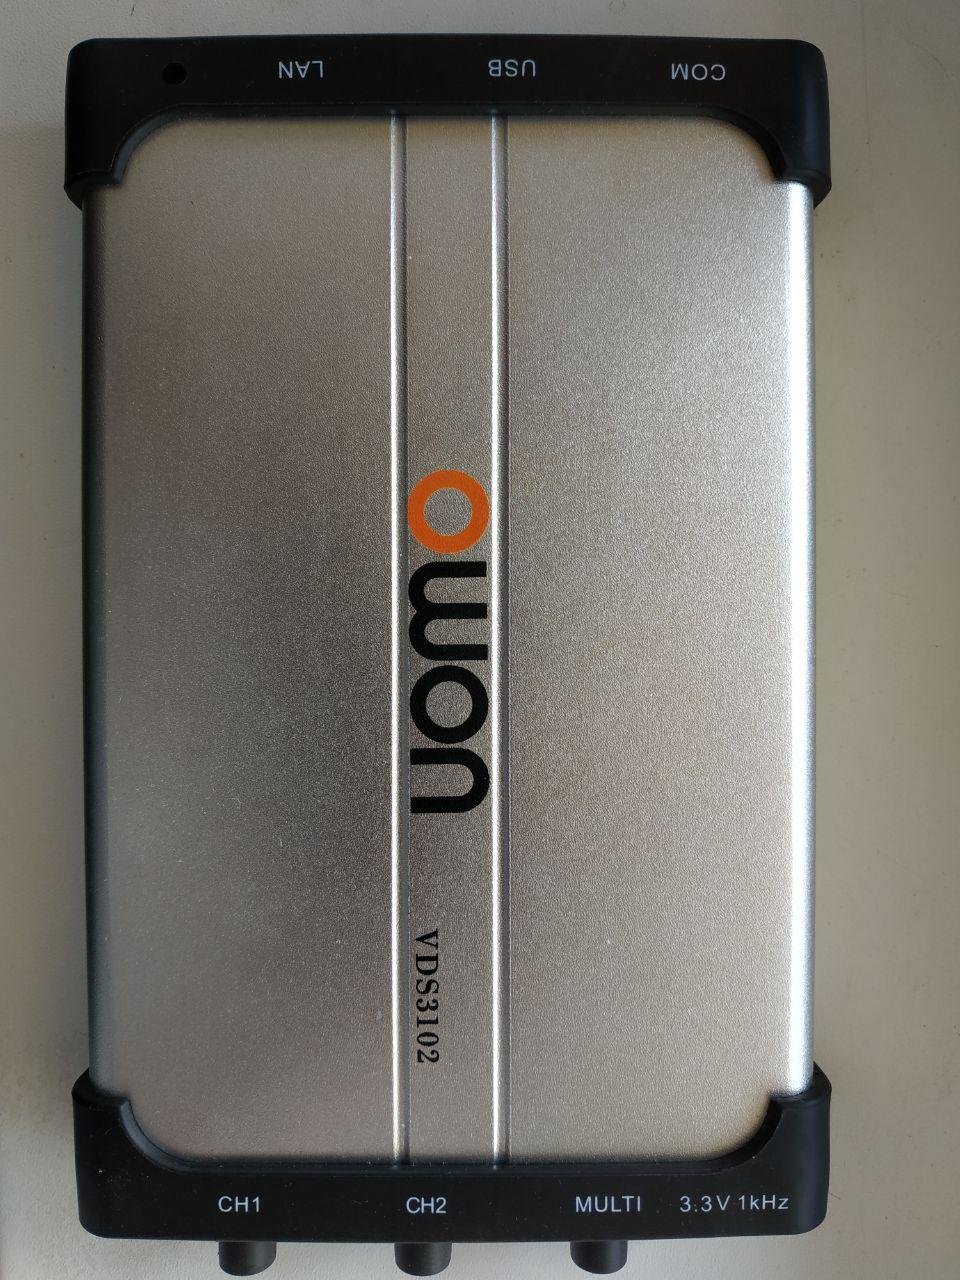 LAN USB COM
owon
VDS3102
CH1 CH2 MULTI 3.3V 1kHz